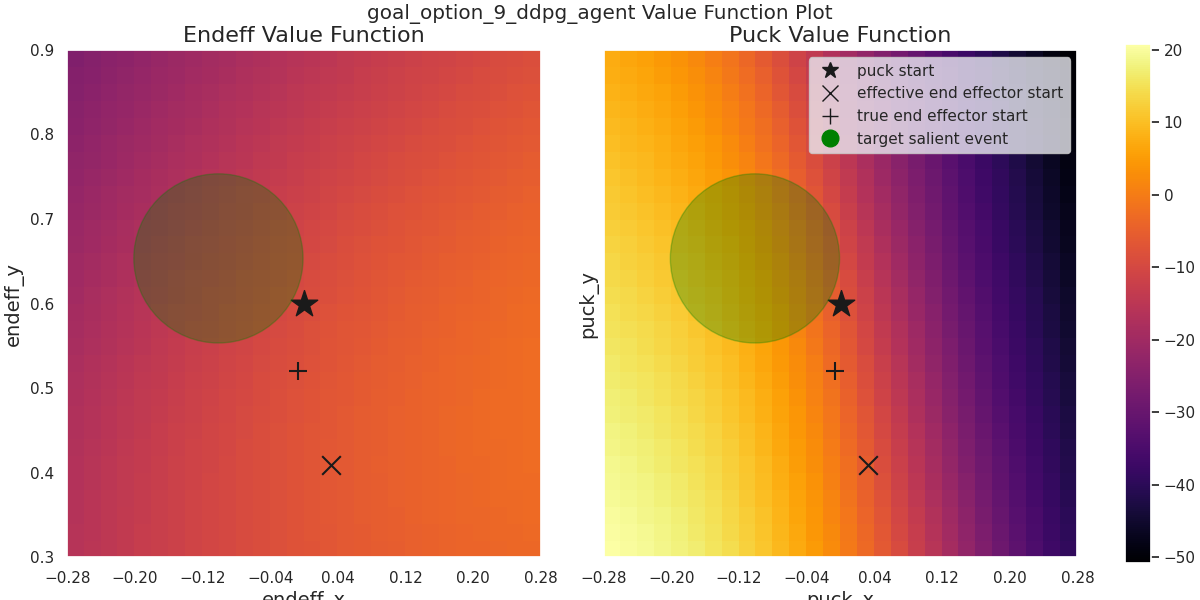 goal_option_9_ddpg_agent Value Function Plot
Endeff Value Function
Puck Value Function
puck start
effective end effector start
true end effector start
target salient event
endeff_y
0.9
0.8
0.7
0.6
0.5
0.4
0.3
−0.28 −0.20 −0.12 −0.04 0.04 0.12 0.20 0.28
endeff_x
puck_y
−0.28 −0.20 −0.12 −0.04 0.04 0.12 0.20 0.28
puck_x
20
10
0
−10
−20
−30
−40
−50